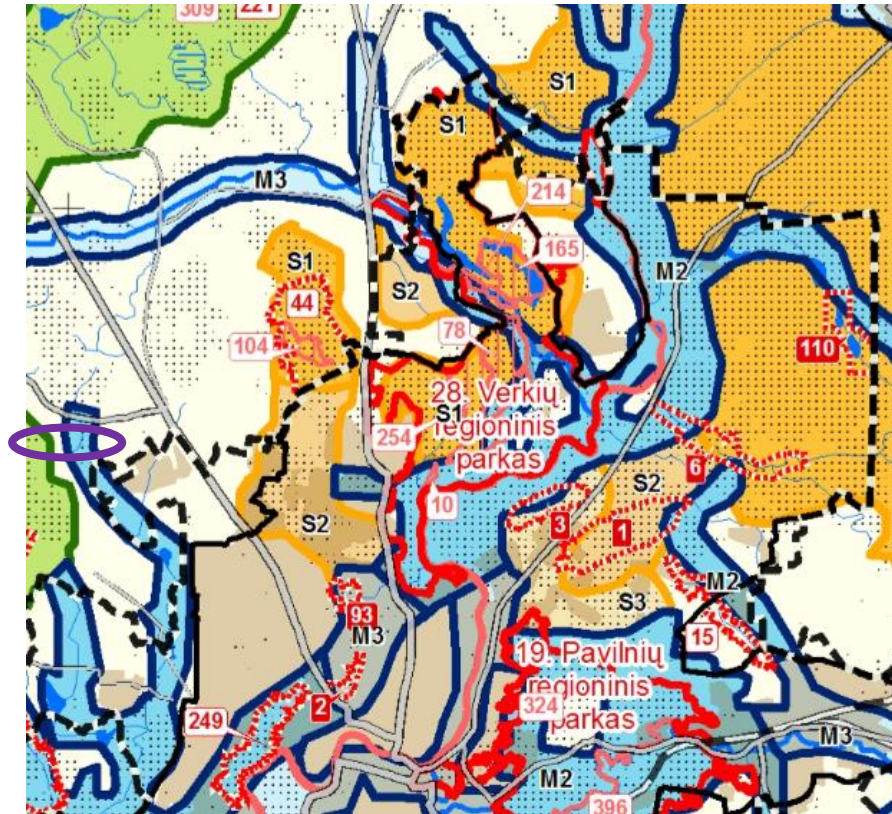 309
221
S1
S1
M3
214
165
M2
S1
S2
44
104
78
110
28. Verkių
S1
regioninis
254
parkas
6
S2
10
S2
3
1
M2
93
S3
M3
15
19. Pavilnių
regioninis
2
324
249
parkas
M3
M2
396